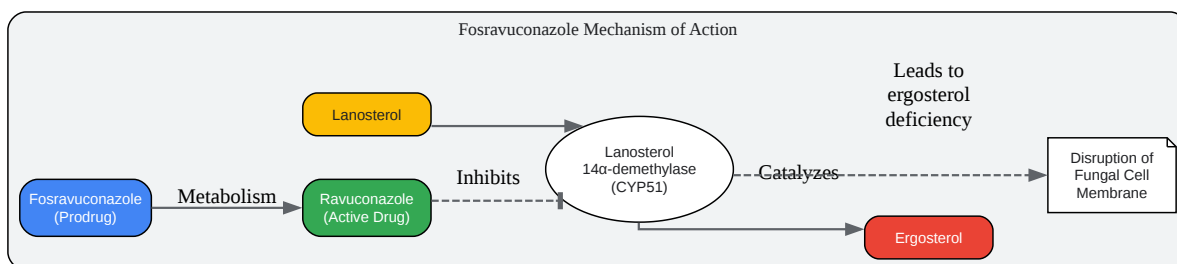 Fosravuconazole Mechanism of Action
Leads to
ergosterol
deficiency
Lanosterol
Lanosterol
14α-demethylase
(CYP51)
Catalyzes
Disruption of
Fungal Cell
Membrane
Inhibits
Metabolism
Fosravuconazole
(Prodrug)
Ravuconazole
(Active Drug)
Ergosterol